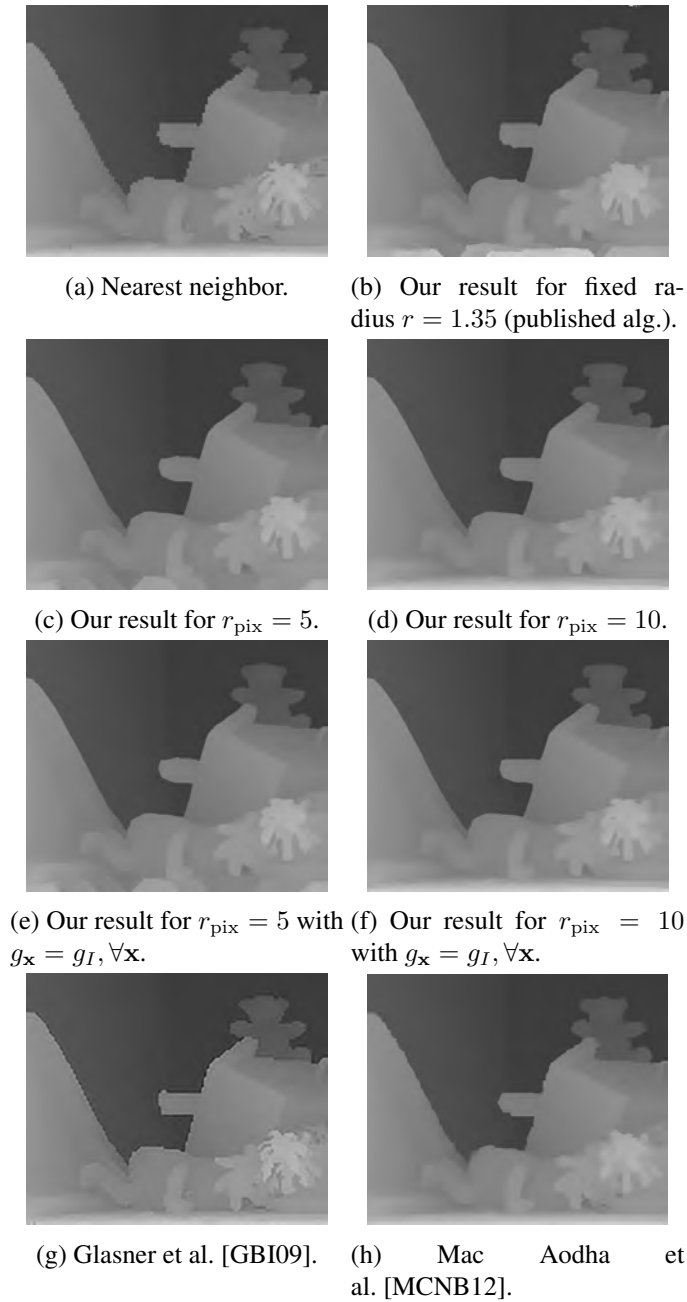 (a) Nearest neighbor.
(b) Our result for fixed ra-
dius r = 1.35 (published alg.).
(c) Our result for r_pix = 5.
(d) Our result for r_pix = 10.
(e) Our result for r_pix = 5 with
g_x = g_I, ∀x.
(f) Our result for r_pix = 10
with g_x = g_I, ∀x.
(g) Glasner et al. [GBI09].
(h) Mac Aodha et
al. [MCNB12].